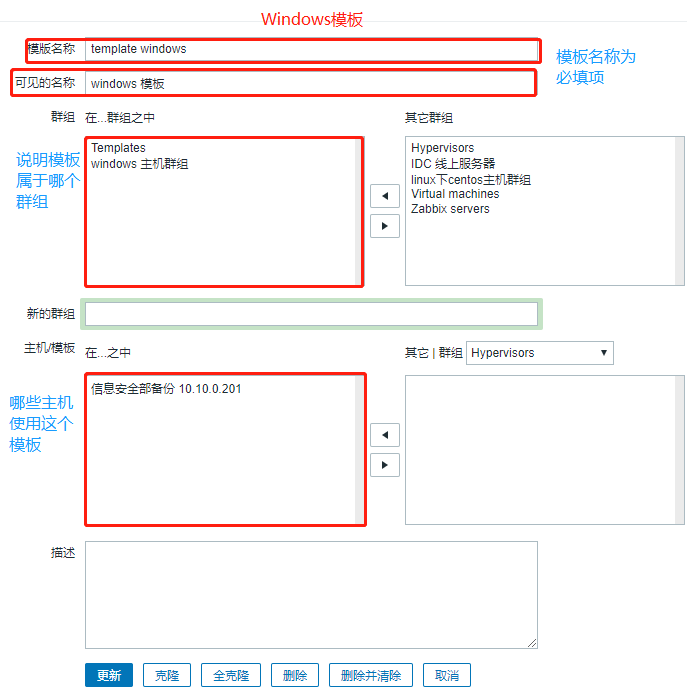 Windows模板
模版名称 template windows
模板名称为
必填项
可见的名称 windows 模板
群组 在...群组之中 其它群组
说明模板
属于哪个
群组
Templates
windows 主机群组
Hypervisors
IDC 线上服务器
linux下centos主机群组
Virtual machines
Zabbix servers
新的群组
主机/模板 在...之中 其它 | 群组 Hypervisors
哪些主机
使用这个
模板
信息安全部备份 10.10.0.201
描述
更新 克隆 全克隆 删除 删除并清除 取消